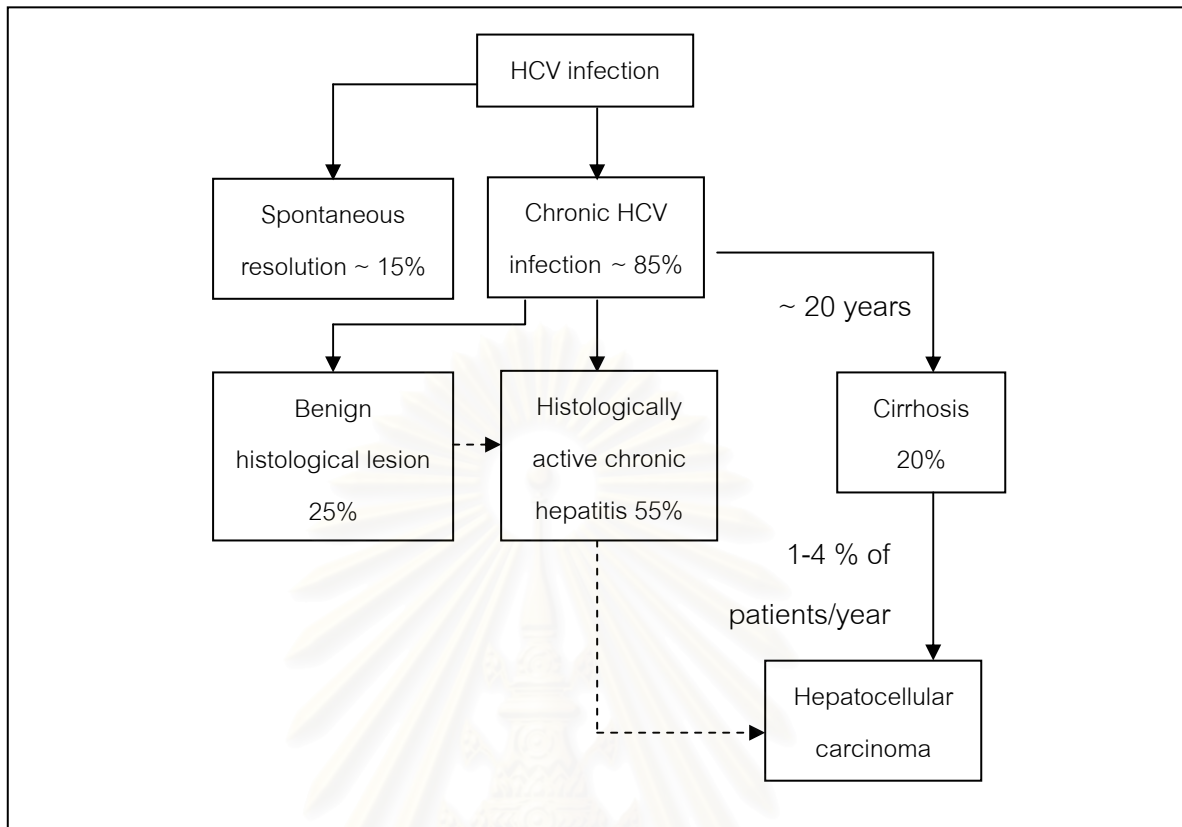 HCV infection
Spontaneous
resolution ~ 15%
Chronic HCV
infection ~ 85%
~ 20 years
Benign
histological lesion
25%
Histologically
active chronic
hepatitis 55%
Cirrhosis
20%
1-4 % of
patients/year
Hepatocellular
carcinoma